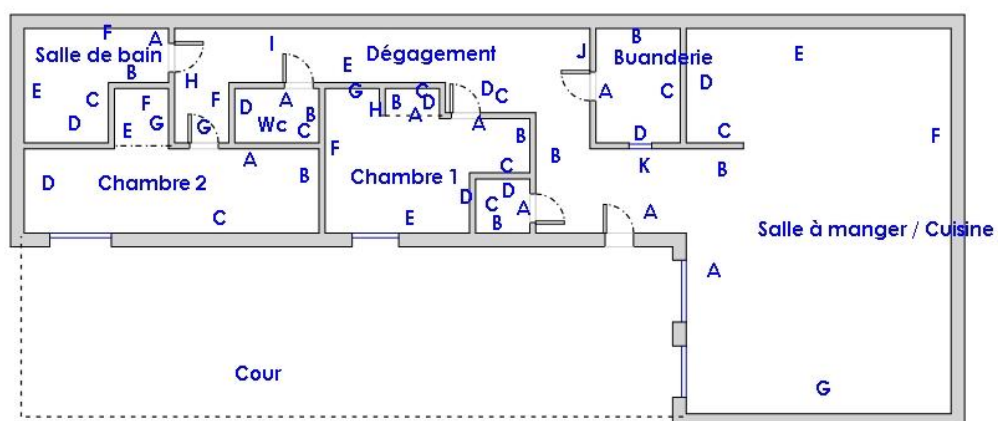 F A I J B
Salle de bain Dégagement Buanderie E
B E
E C H F G C D C A C D
D F G E G F D A B C H B D A A
Wc B D C F
A F B K B
D Chambre 2 B Chambre 1 C
D D C A A
C E B Salle à manger / Cuisine
A
Cour
G